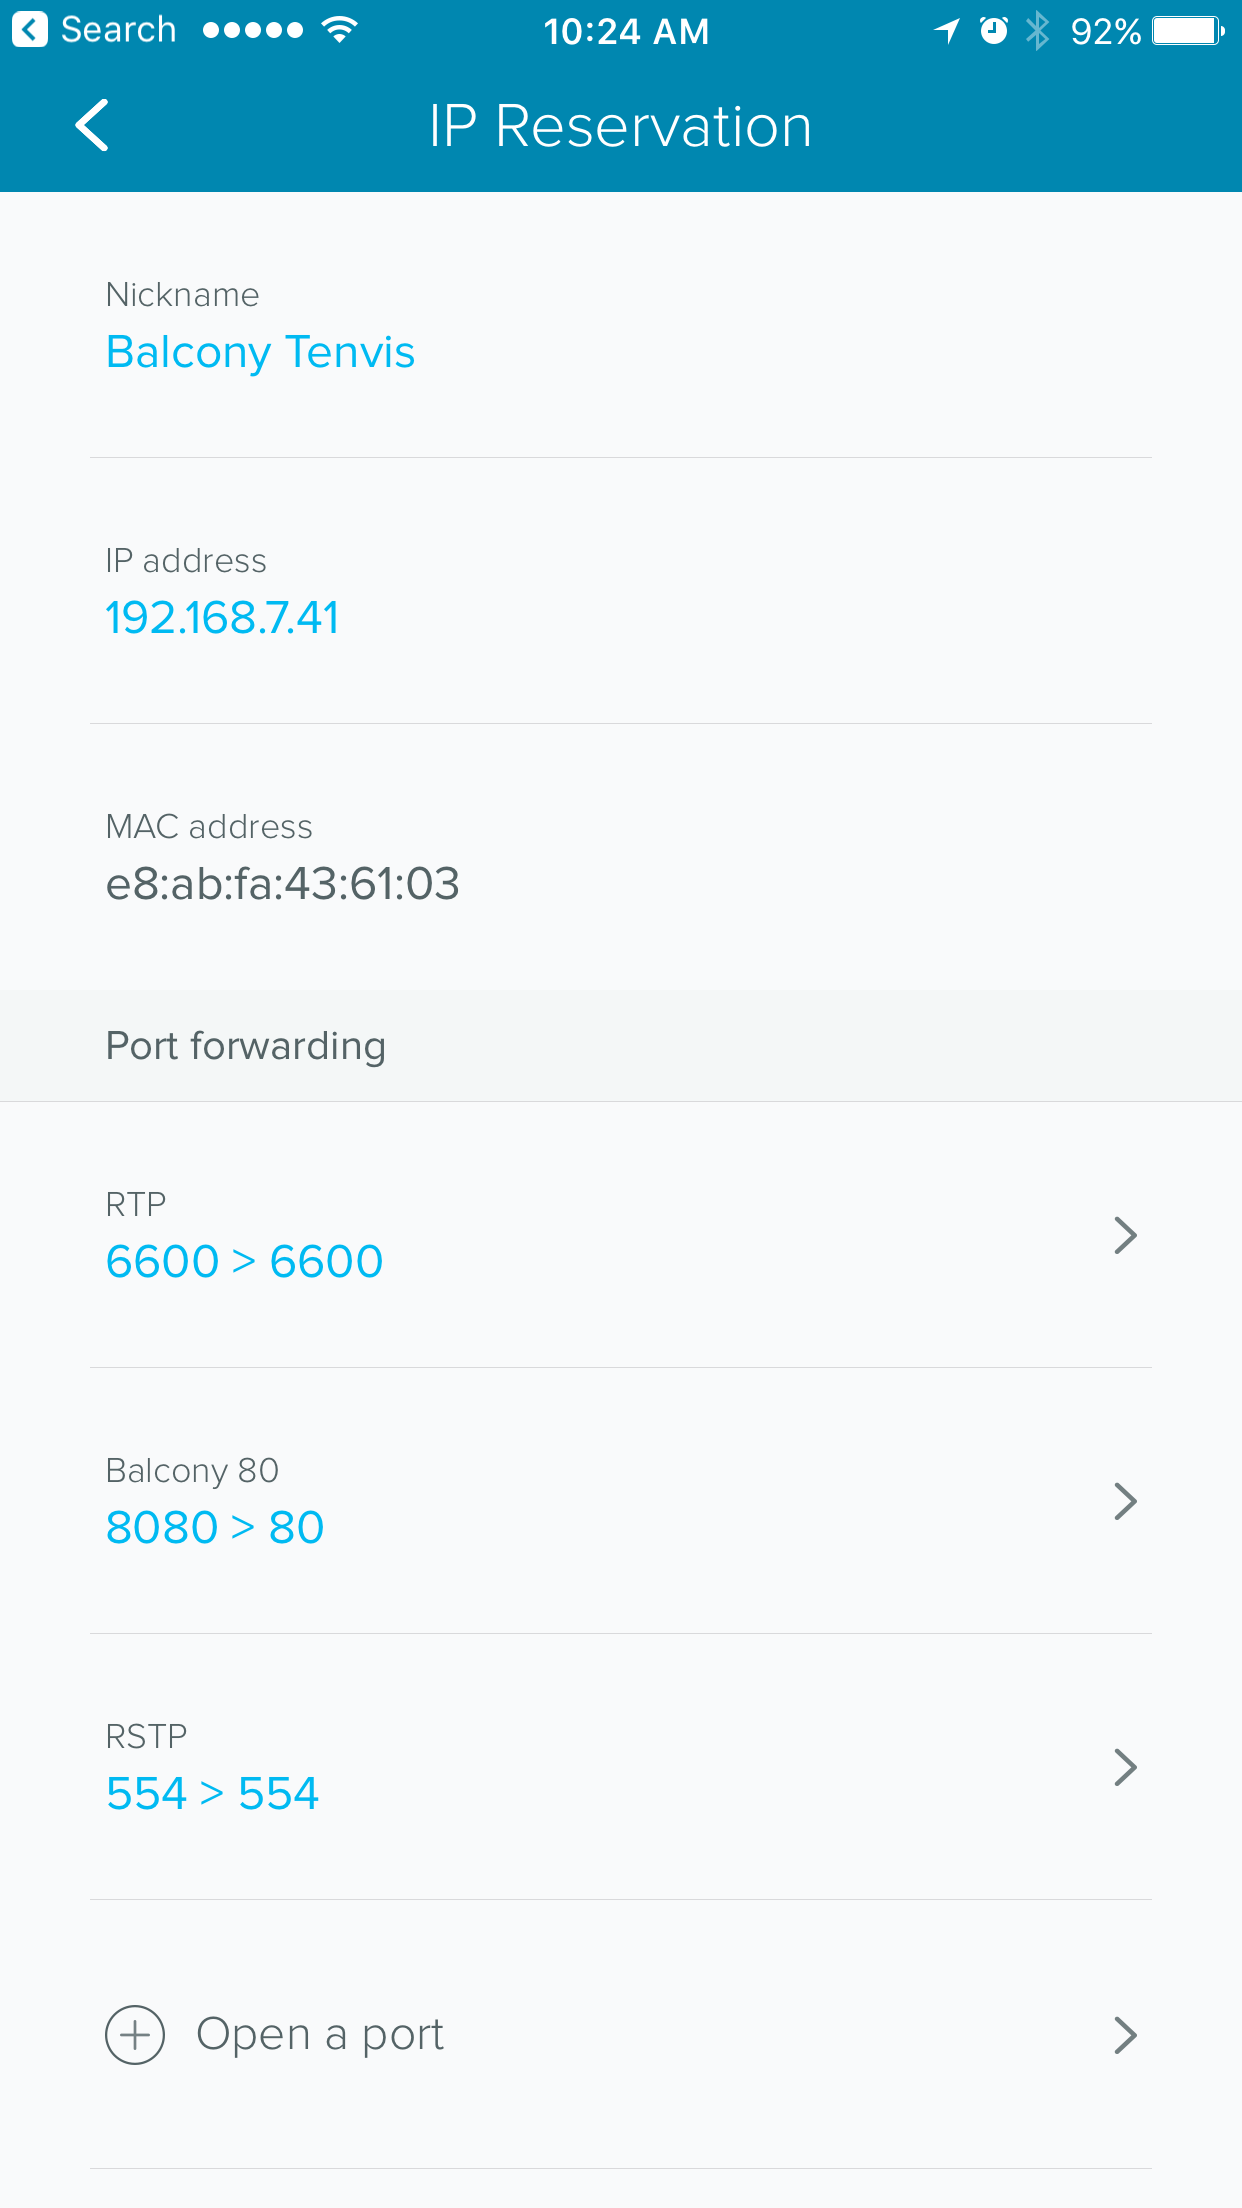 Search 10:24 AM 92%
IP Reservation
Nickname
Balcony Tenvis
IP address
192.168.7.41
MAC address
e8:ab:fa:43:61:03
Port forwarding
RTP
6600 > 6600
Balcony 80
8080 > 80
RSTP
554 > 554
Open a port